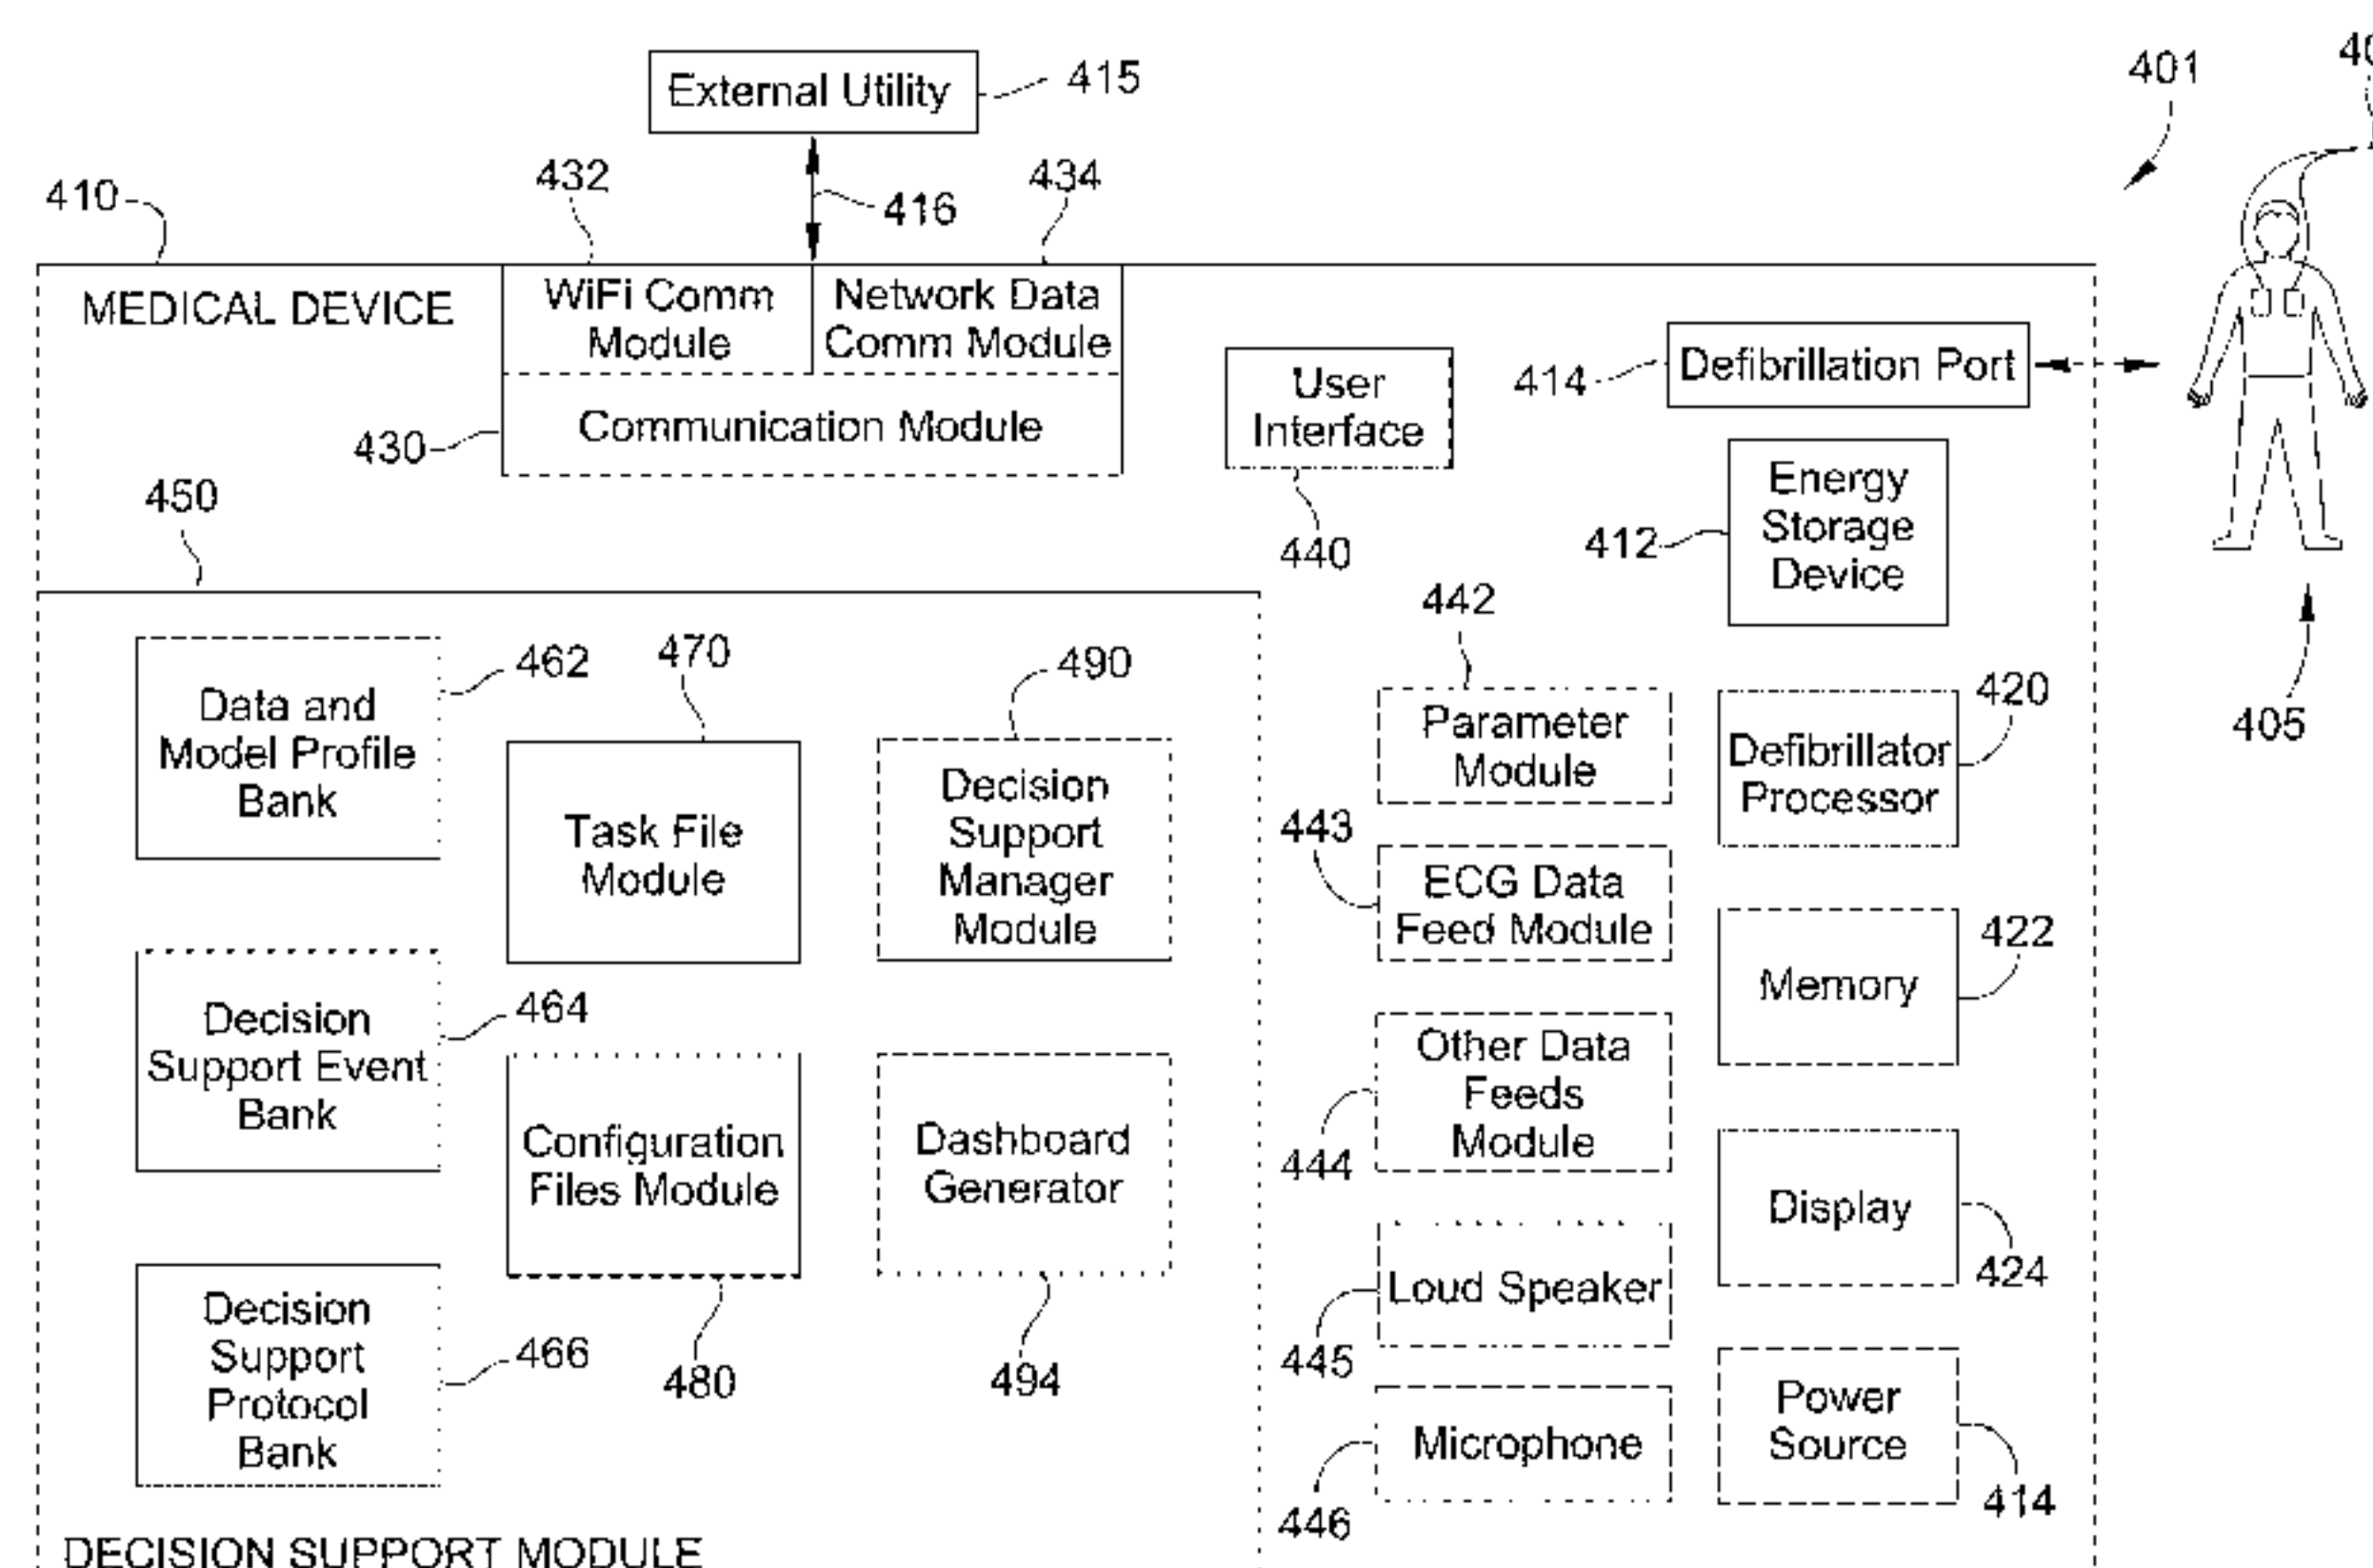 External Utility
415
401
432
434
410
416
MEDICAL DEVICE
WiFi Comm
Module
Network Data
Comm Module
Communication Module
430
User
Interface
440
414
Defibrillation Port
Energy
Storage
Device
412
405
450
462
470
490
Data and
Model Profile
Bank
Task File
Module
Decision
Support
Manager
Module
464
Decision
Support Event
Bank
Configuration
Files Module
480
Dashboard
Generator
494
466
Decision
Support
Protocol
Bank
DECISION SUPPORT MODULE
442
Parameter
Module
443
ECG Data
Feed Module
Other Data
Feeds
Module
444
Loud Speaker
445
Microphone
446
420
Defibrillator
Processor
422
Memory
Display
424
Power
Source
414